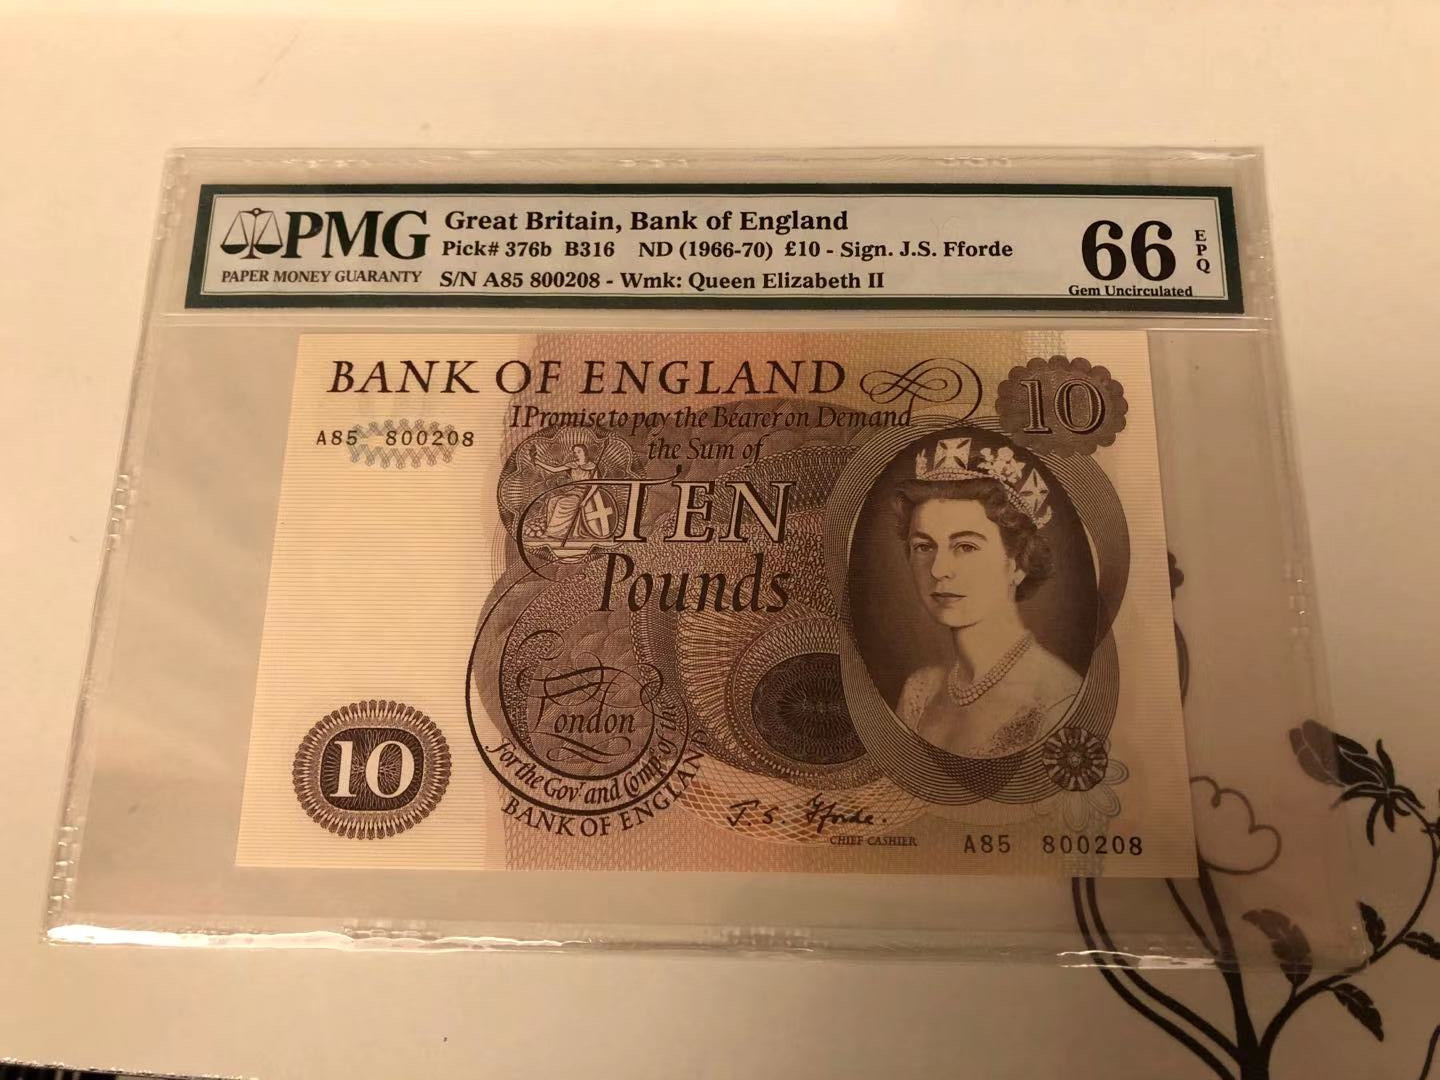 PMG
PAPER MONEY GUARANTY
Great Britain, Bank of England
Pick# 376b B316 ND (1966-70) £10 - Sign. J.S. Fforde
S/N A85 800208 - Wmk: Queen Elizabeth II
66
EPQ
Gem Uncirculated
BANK OF ENGLAND
10
I Promise to pay the Bearer on Demand
the Sum of
A85 800208
TEN
Pounds
London
For the Govr and Compa of the
BANK OF ENGLAND
10
J. S. Fforde.
CHIEF CASHIER
A85 800208